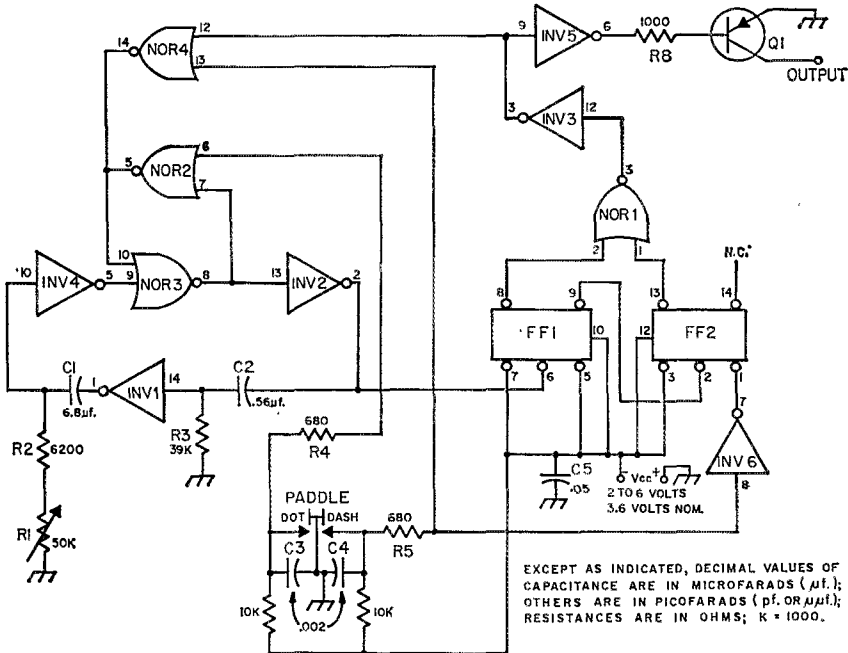 14 NOR4 12 13
9 INV5 6 1000 R8
Q1
OUTPUT
3 INV3 12
5 NOR2 6 7
3
NOR1
2 1
N.C.
10 INV4 5
10 9 NOR3 8
13 INV2 2
8 9 13 14
FF1 10 12 FF2
7 6 5 3 2 1
C1 1 INV1 14 C2
6.8µf. .56µf.
R2 6200
R3 39K
680 R4
7
INV6
8
C5 .05
- Vcc +
2 TO 6 VOLTS
3.6 VOLTS NOM.
PADDLE
DOT DASH
R1 50K
C3 C4
680 R5
10K .002 10K
EXCEPT AS INDICATED, DECIMAL VALUES OF
CAPACITANCE ARE IN MICROFARADS (µf.);
OTHERS ARE IN PICOFARADS (pf. OR µµf.);
RESISTANCES ARE IN OHMS; K = 1000.